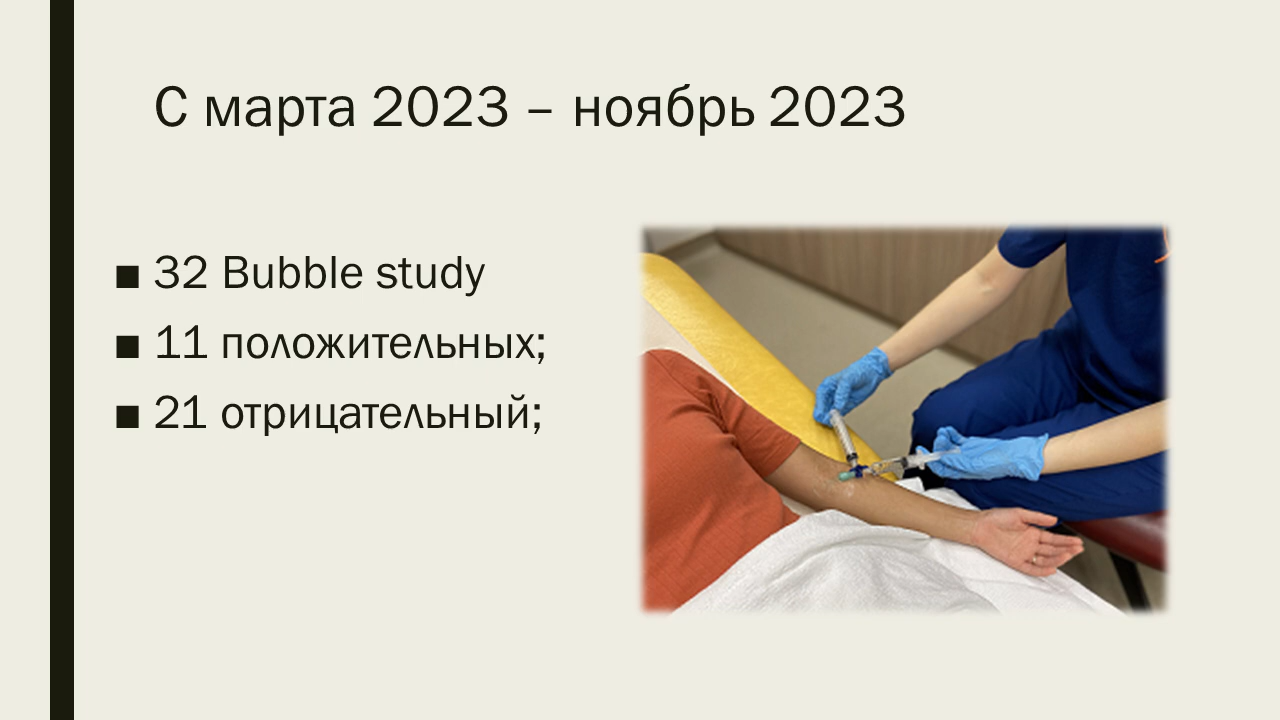 С марта 2023 – ноябрь 2023
■ 32 Bubble study
■ 11 положительных;
■ 21 отрицательный;